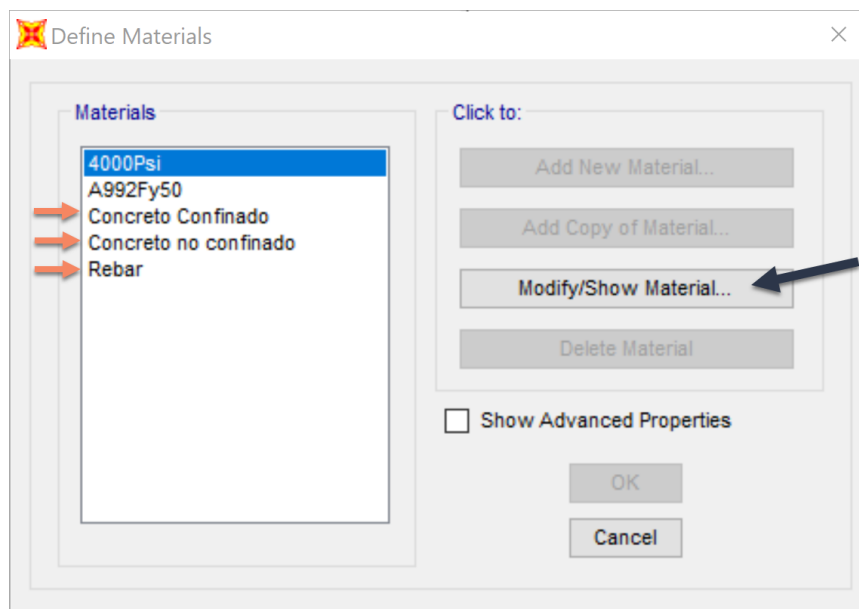 Define Materials
Materials
4000Psi
A992Fy50
Concreto Confinado
Concreto no confinado
Rebar
Click to:
Add New Material...
Add Copy of Material...
Modify/Show Material...
Delete Material
Show Advanced Properties
OK
Cancel